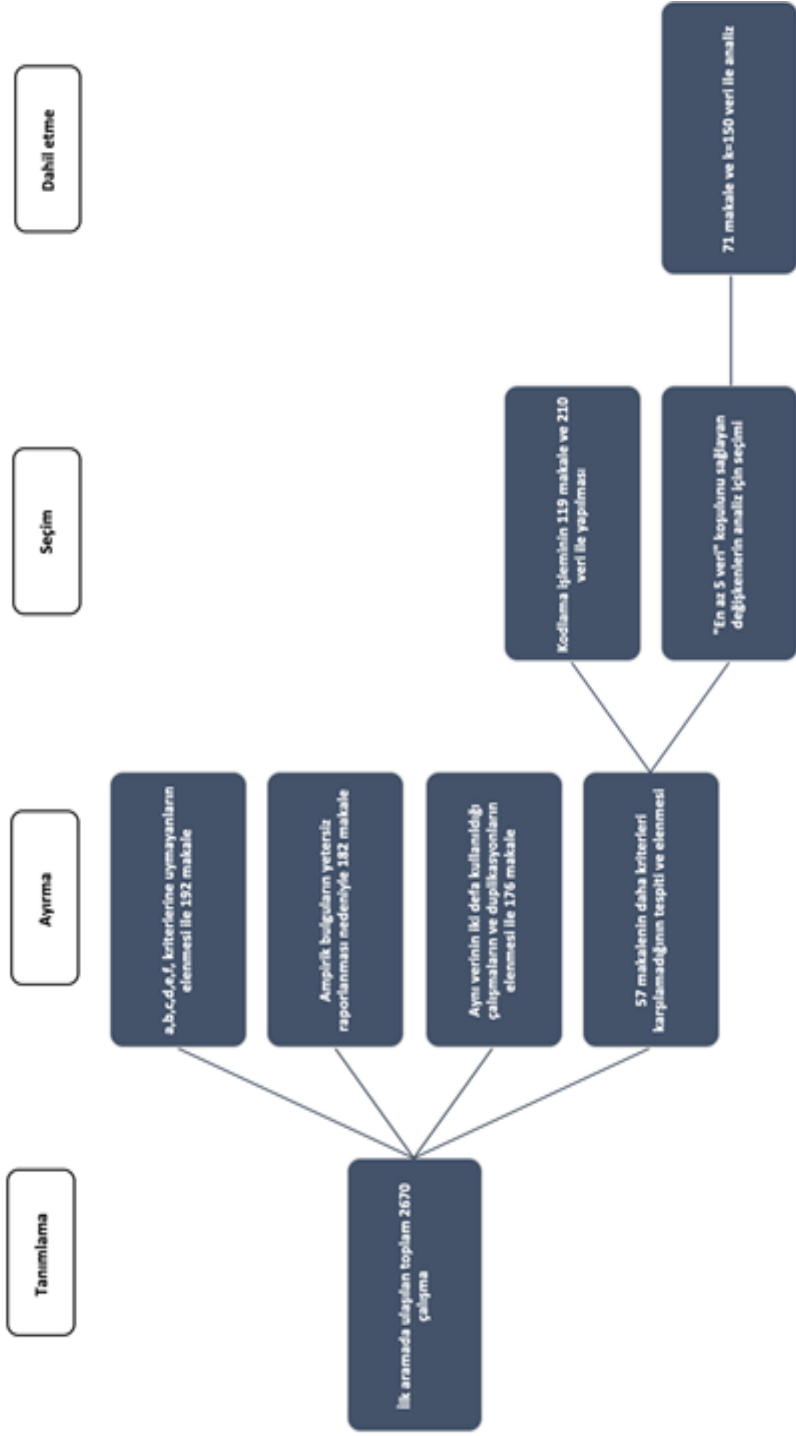 Tanımlama
Ayırma
Seçim
Dahil etme
İlk aramada ulaşılan toplam 2670
çalışma
a,b,c,d,e,f, kriterlerine uymayanların
elenmesi ile 192 makale
Ampirik bulguların yetersiz
raporlanması nedeniyle 182 makale
Aynı verinin iki defa kullanıldığı
çalışmaların ve duplikasyonların
elenmesi ile 176 makale
57 makalenin daha kriterleri
karşılamadığının tespiti ve elenmesi
Kodlama işleminin 119 makale ve 210
veri ile yapılması
"En az 5 veri" koşulunu sağlayan
değişkenlerin analiz için seçimi
71 makale ve k=150 veri ile analiz